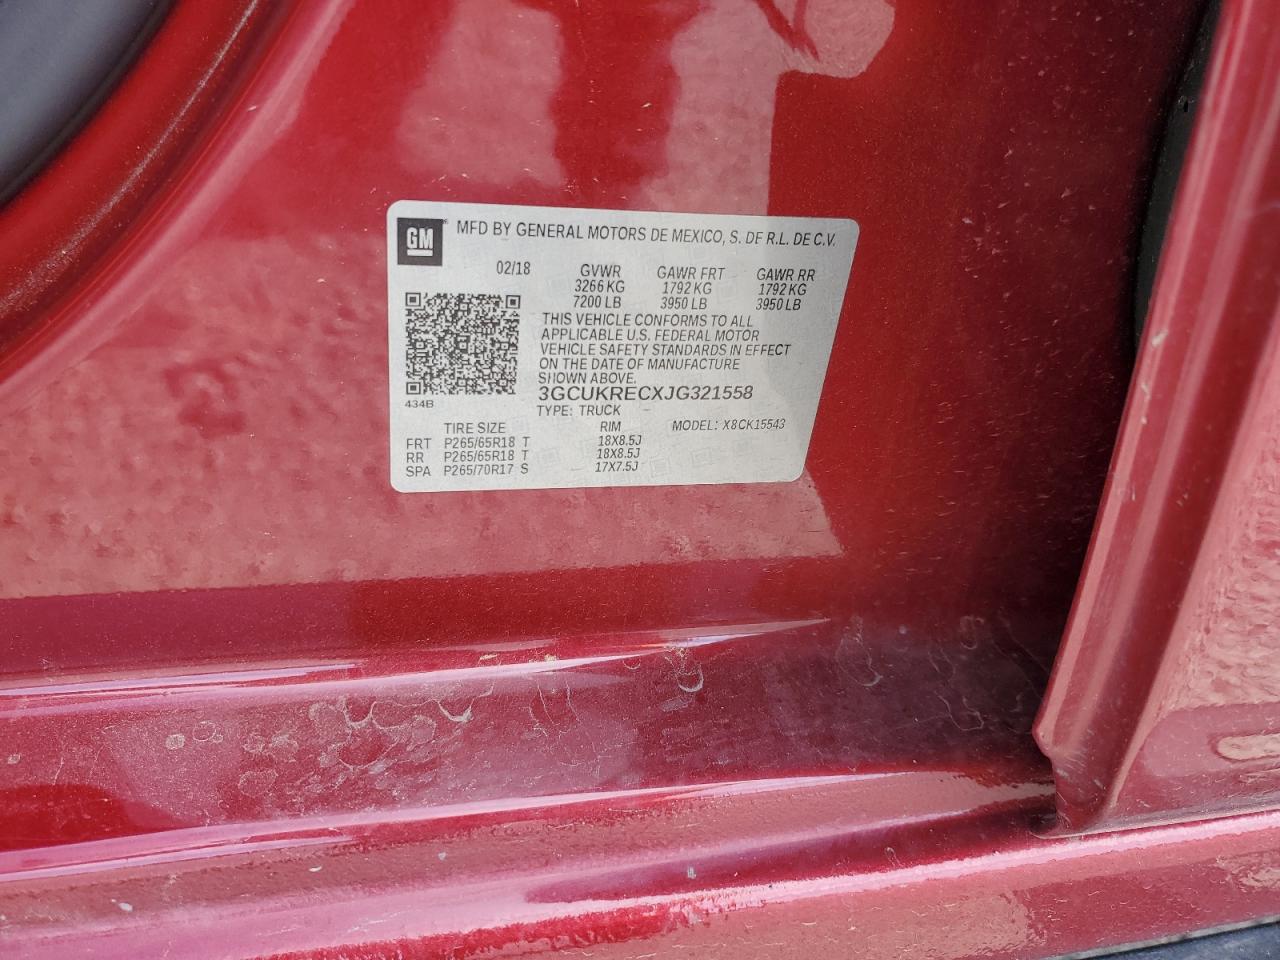 GM ® MFD BY GENERAL MOTORS DE MEXICO, S. DE R.L. DE C.V.
02/18 GVWR GAWR FRT GAWR RR
3266 KG 1792 KG 1792 KG
7200 LB 3950 LB 3950 LB
THIS VEHICLE CONFORMS TO ALL
APPLICABLE U.S. FEDERAL MOTOR
VEHICLE SAFETY STANDARDS IN EFFECT
ON THE DATE OF MANUFACTURE
SHOWN ABOVE.
3GCUKRECXJG321558
434B
TYPE: TRUCK
TIRE SIZE RIM MODEL: X8CK15543
FRT P265/65R18 T 18X8.5J
RR P265/65R18 T 18X8.5J
SPA P265/70R17 S 17X7.5J